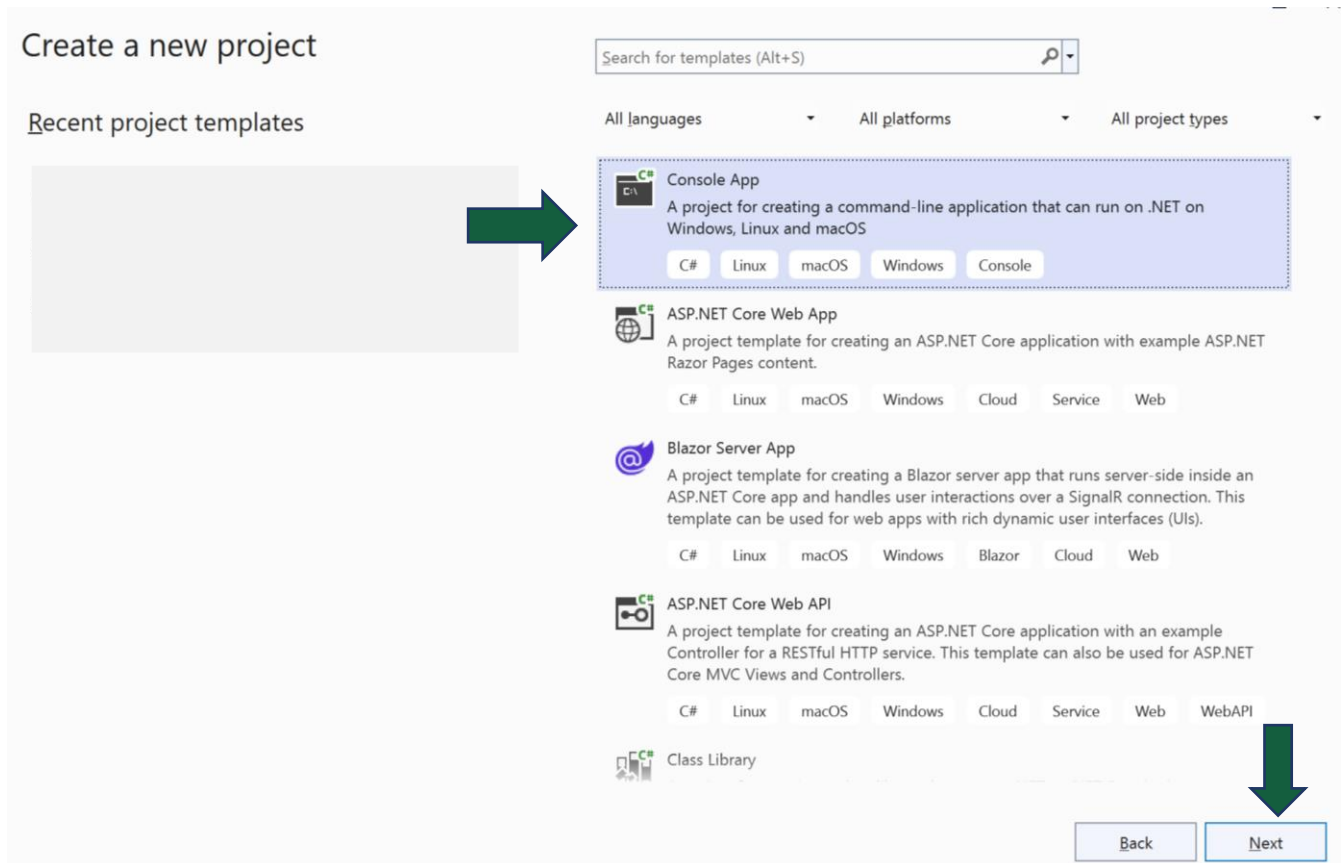 Create a new project
Search for templates (Alt+S)
Recent project templates
All languages
All platforms
All project types
C#
C:\
Console App
A project for creating a command-line application that can run on .NET on
Windows, Linux and macOS
C# Linux macOS Windows Console
C#
ASP.NET Core Web App
A project template for creating an ASP.NET Core application with example ASP.NET
Razor Pages content.
C# Linux macOS Windows Cloud Service Web
@
Blazor Server App
A project template for creating a Blazor server app that runs server-side inside an
ASP.NET Core app and handles user interactions over a SignalR connection. This
template can be used for web apps with rich dynamic user interfaces (UIs).
C# Linux macOS Windows Blazor Cloud Web
C#
ASP.NET Core Web API
A project template for creating an ASP.NET Core application with an example
Controller for a RESTful HTTP service. This template can also be used for ASP.NET
Core MVC Views and Controllers.
C# Linux macOS Windows Cloud Service Web WebAPI
C#
Class Library
Back
Next